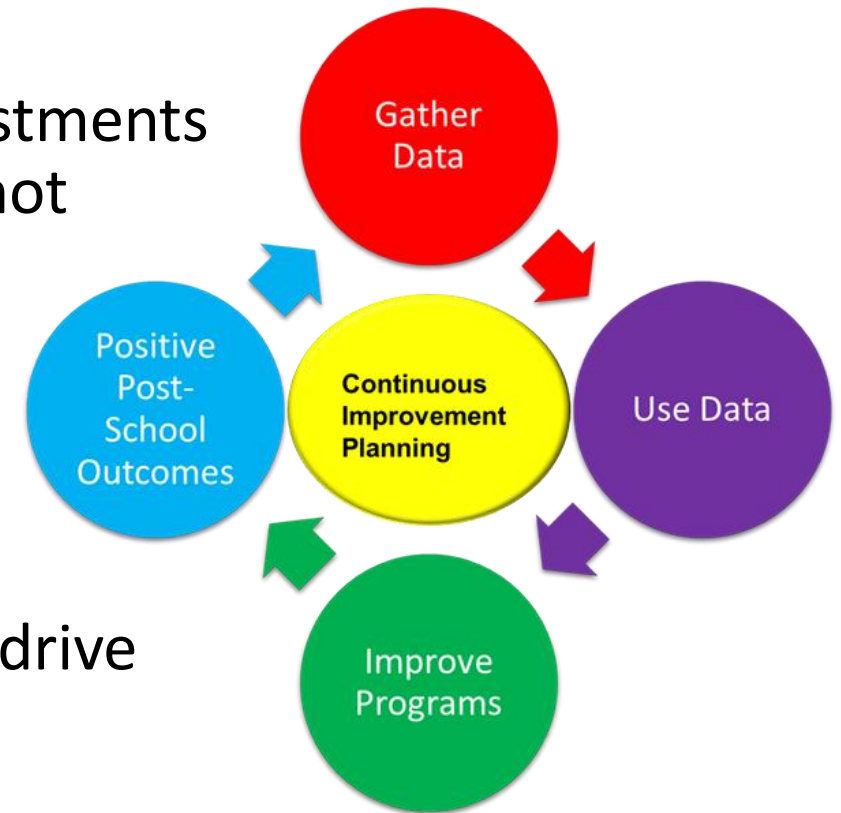 Gather
Data
stments
not
Positive
Post-
School
Outcomes
Continuous
Improvement
Planning
Use Data
drive
Improve
Programs